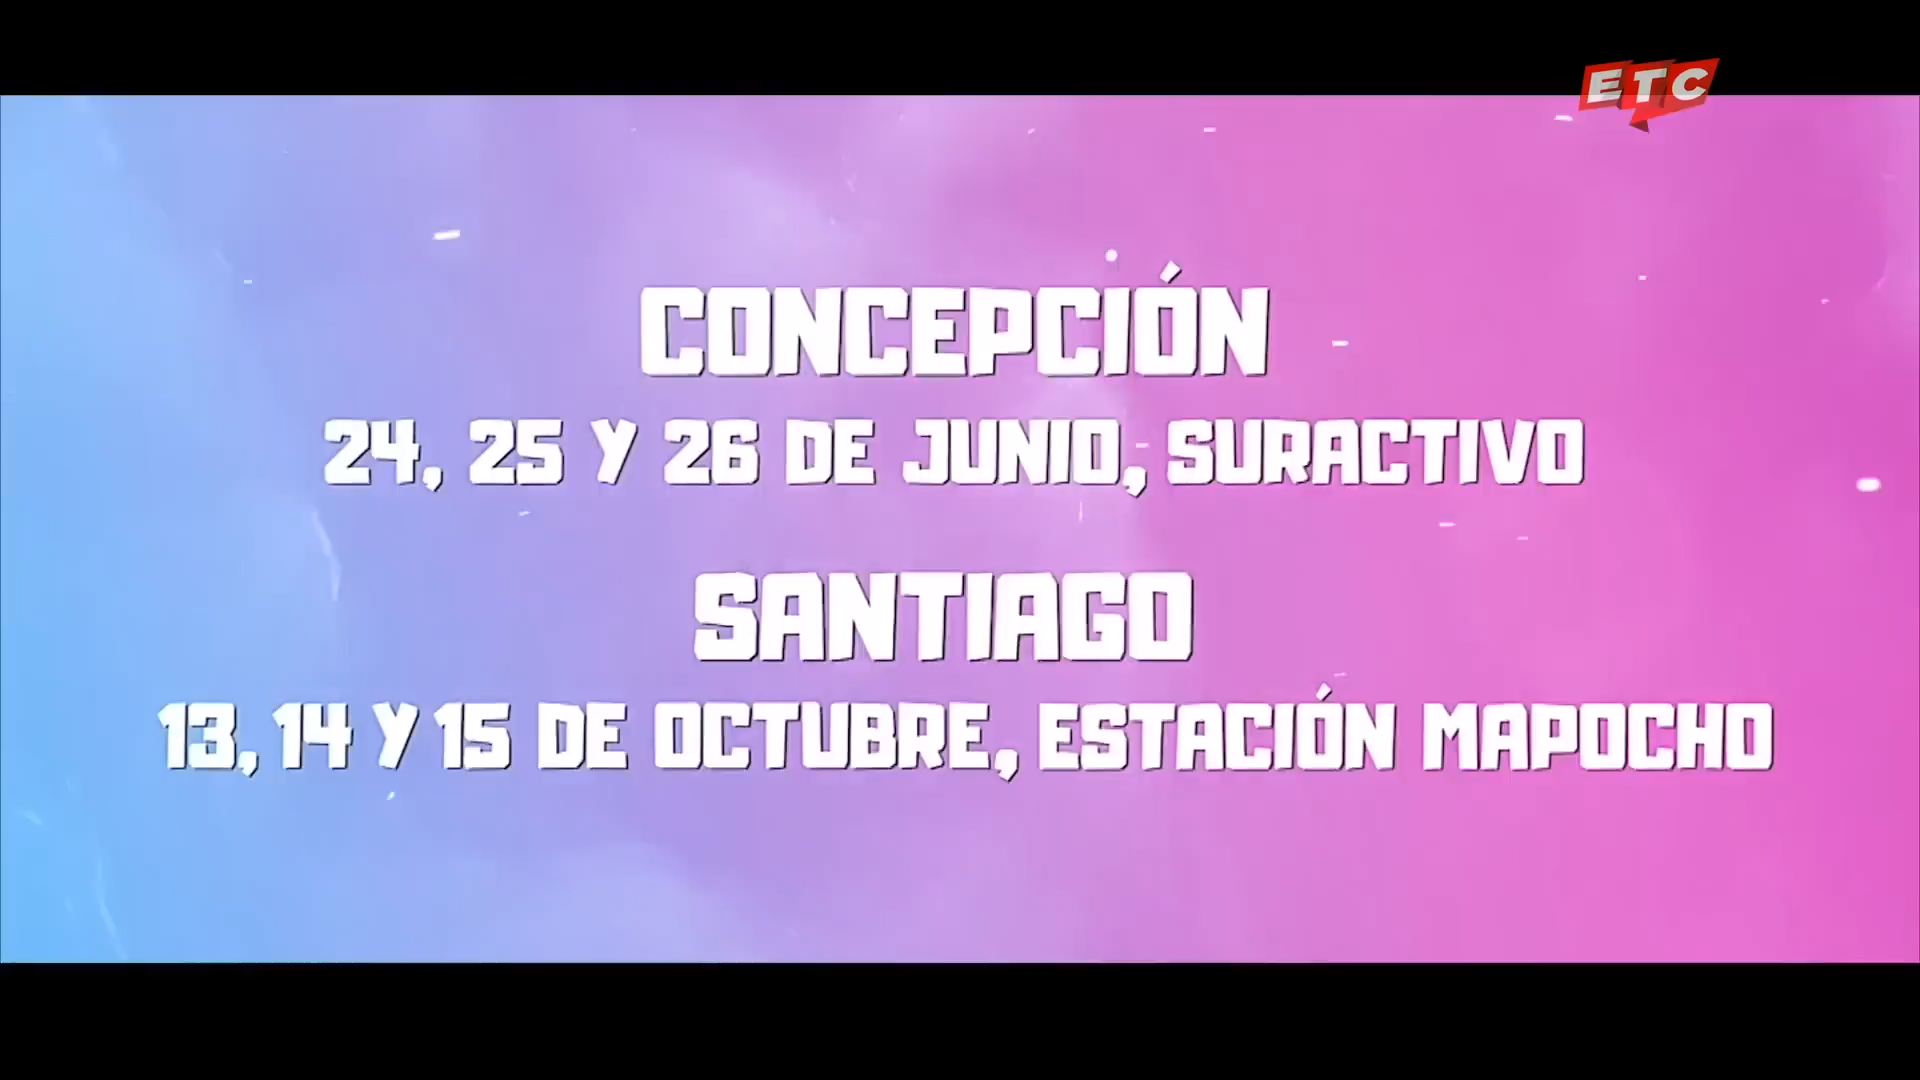 ETC
CONCEPCIÓN
24, 25 Y 26 DE JUNIO, SURACTIVO
SANTIAGO
13, 14 Y 15 DE OCTUBRE, ESTACIÓN MAPOCHO